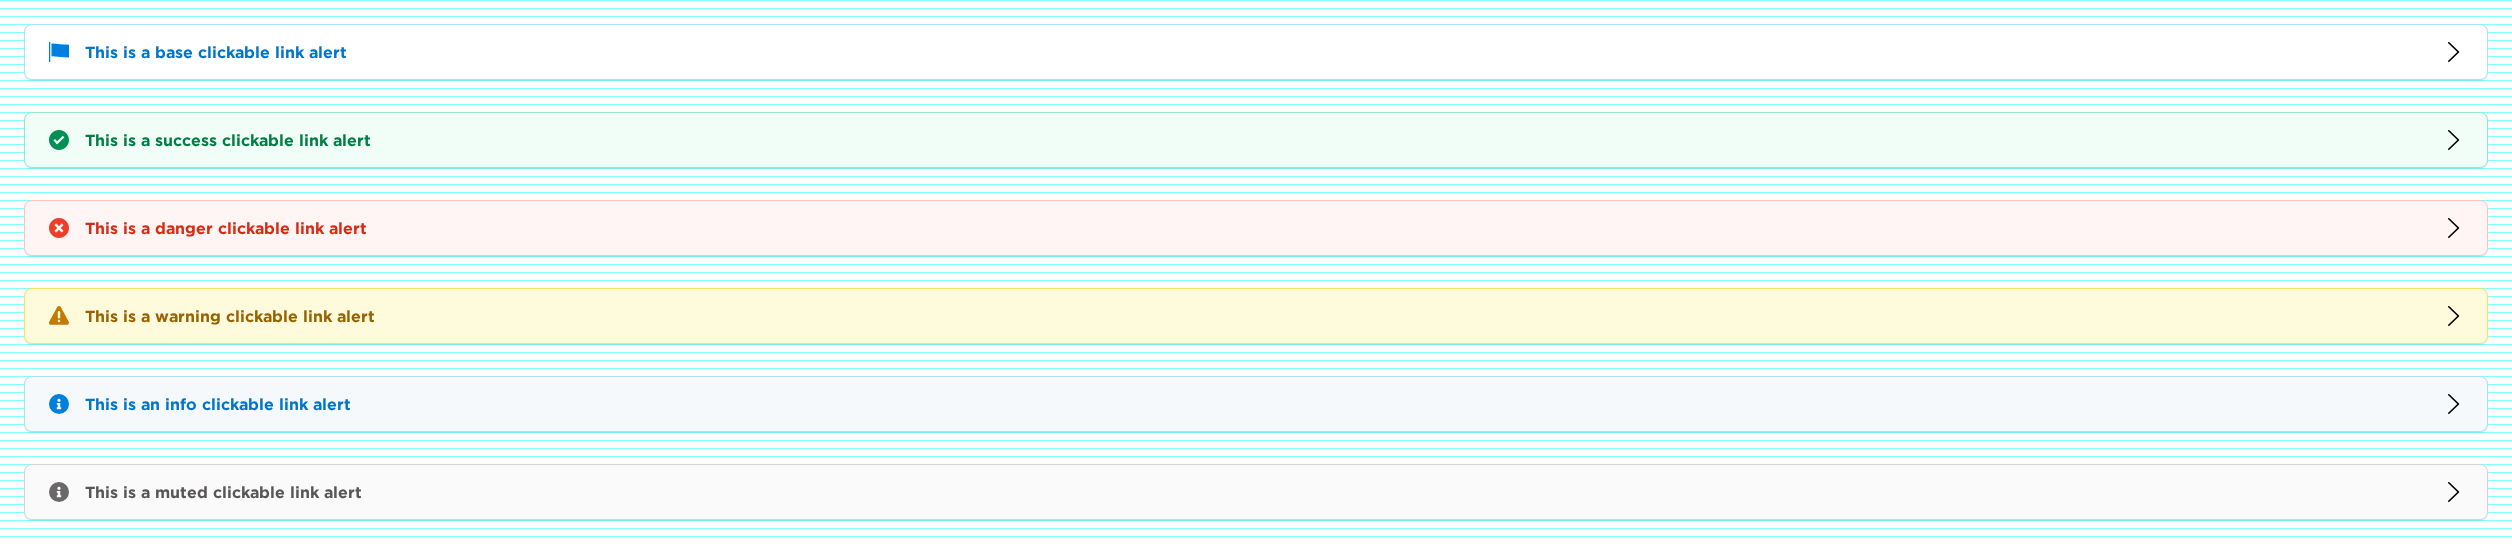 This is a base clickable link alert
This is a success clickable link alert
This is a danger clickable link alert
This is a warning clickable link alert
This is an info clickable link alert
This is a muted clickable link alert